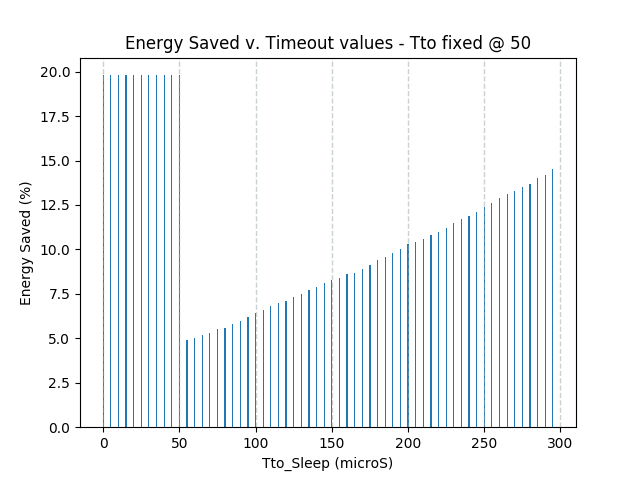 Energy Saved v. Timeout values - Tto fixed @ 50
Energy Saved (%)
20.0
17.5
15.0
12.5
10.0
7.5
5.0
2.5
0.0
0 50 100 150 200 250 300
Tto_Sleep (microS)